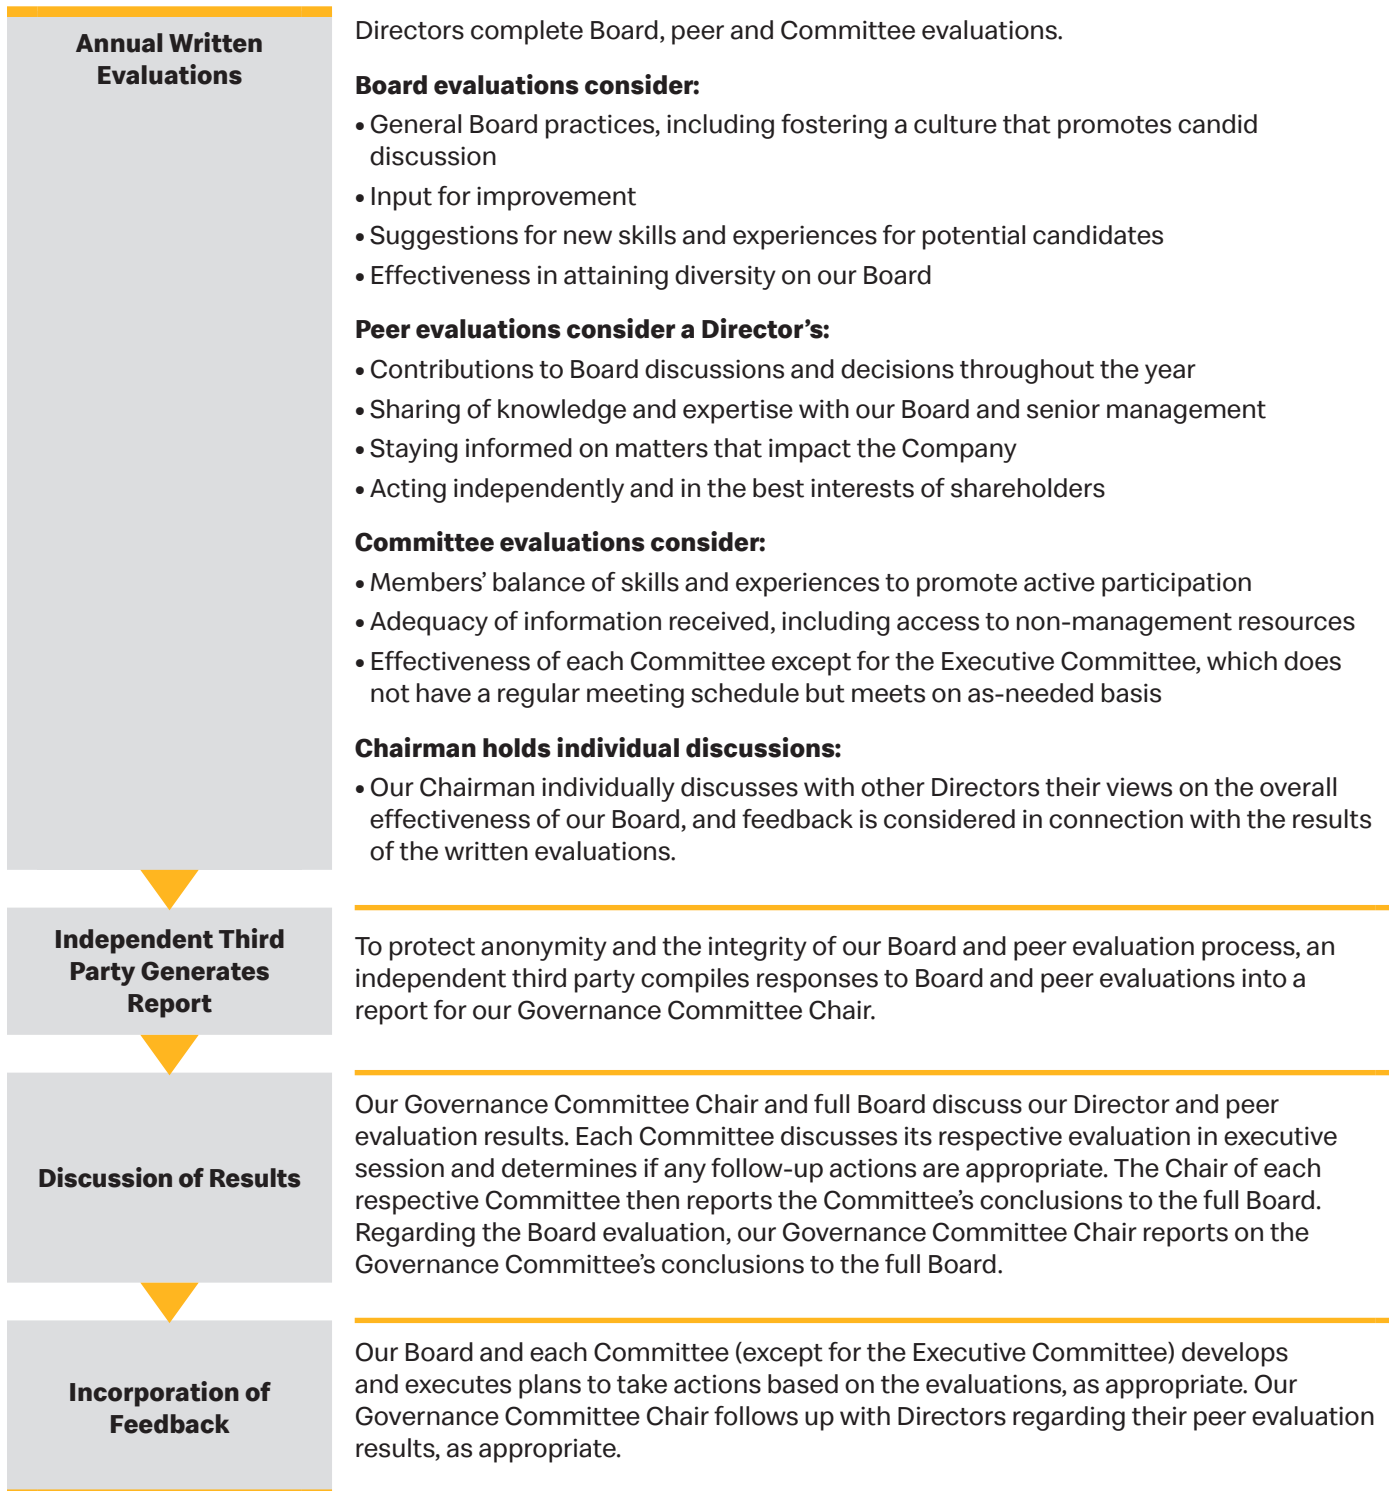 Annual Written
Evaluations
Directors complete Board, peer and Committee evaluations.
Board evaluations consider:
• General Board practices, including fostering a culture that promotes candid
discussion
• Input for improvement
• Suggestions for new skills and experiences for potential candidates
• Effectiveness in attaining diversity on our Board
Peer evaluations consider a Director’s:
• Contributions to Board discussions and decisions throughout the year
• Sharing of knowledge and expertise with our Board and senior management
• Staying informed on matters that impact the Company
• Acting independently and in the best interests of shareholders
Committee evaluations consider:
• Members’ balance of skills and experiences to promote active participation
• Adequacy of information received, including access to non-management resources
• Effectiveness of each Committee except for the Executive Committee, which does
not have a regular meeting schedule but meets on as-needed basis
Chairman holds individual discussions:
• Our Chairman individually discusses with other Directors their views on the overall
effectiveness of our Board, and feedback is considered in connection with the results
of the written evaluations.
Independent Third
Party Generates
Report
To protect anonymity and the integrity of our Board and peer evaluation process, an
independent third party compiles responses to Board and peer evaluations into a
report for our Governance Committee Chair.
Discussion of Results
Our Governance Committee Chair and full Board discuss our Director and peer
evaluation results. Each Committee discusses its respective evaluation in executive
session and determines if any follow-up actions are appropriate. The Chair of each
respective Committee then reports the Committee’s conclusions to the full Board.
Regarding the Board evaluation, our Governance Committee Chair reports on the
Governance Committee’s conclusions to the full Board.
Incorporation of
Feedback
Our Board and each Committee (except for the Executive Committee) develops
and executes plans to take actions based on the evaluations, as appropriate. Our
Governance Committee Chair follows up with Directors regarding their peer evaluation
results, as appropriate.